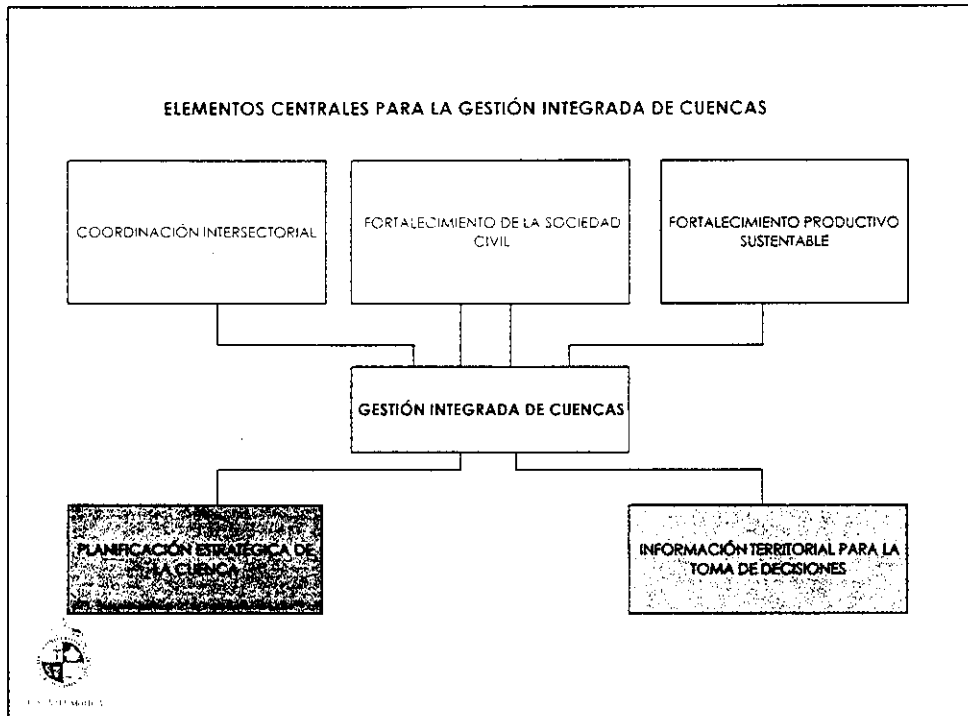 ELEMENTOS CENTRALES PARA LA GESTIÓN INTEGRADA DE CUENCAS
COORDINACIÓN INTERSECTORIAL
FORTALECIMIENTO DE LA SOCIEDAD
CIVIL
FORTALECIMIENTO PRODUCTIVO
SUSTENTABLE
GESTIÓN INTEGRADA DE CUENCAS
PLANIFICACIÓN ESTRATÉGICA DE
LA CUENCA
INFORMACIÓN TERRITORIAL PARA LA
TOMA DE DECISIONES